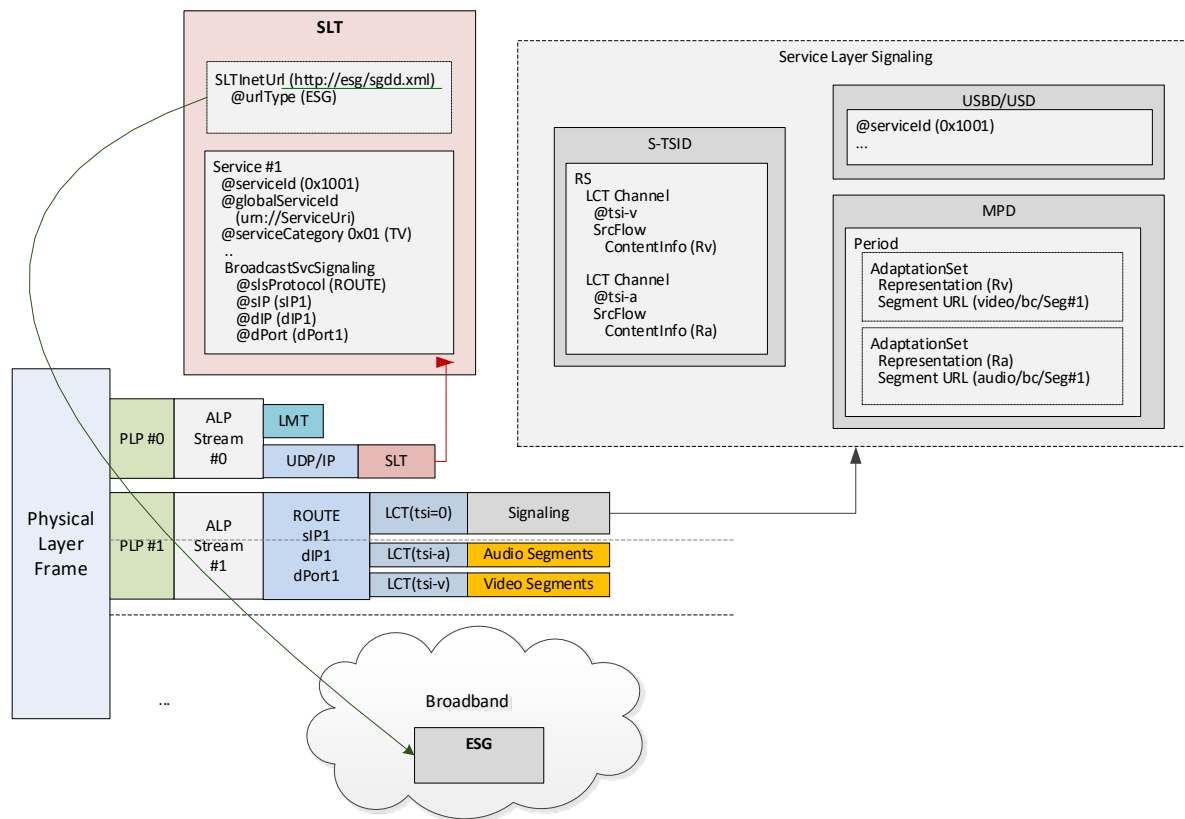 SLT
SLTInetUrl (http://esg/sgdd.xml)
@urlType (ESG)
Service #1
@serviceId (0x1001)
@globalServiceId
(urn://ServiceUri)
@serviceCategory 0x01 (TV)
..
BroadcastSvcSignaling
@slsProtocol (ROUTE)
@sIP (sIP1)
@dIP (dIP1)
@dPort (dPort1)
Service Layer Signaling
S-TSID
RS
LCT Channel
@tsi-v
SrcFlow
ContentInfo (Rv)
LCT Channel
@tsi-a
SrcFlow
ContentInfo (Ra)
USBD/USD
@serviceId (0x1001)
...
MPD
Period
AdaptationSet
Representation (Rv)
Segment URL (video/bc/Seg#1)
AdaptationSet
Representation (Ra)
Segment URL (audio/bc/Seg#1)
Physical
Layer
Frame
PLP #0
ALP
Stream
#0
LMT
UDP/IP
SLT
PLP #1
ALP
Stream
#1
ROUTE
sIP1
dIP1
dPort1
LCT(tsi=0)
Signaling
LCT(tsi-a)
Audio Segments
LCT(tsi-v)
Video Segments
...
Broadband
ESG